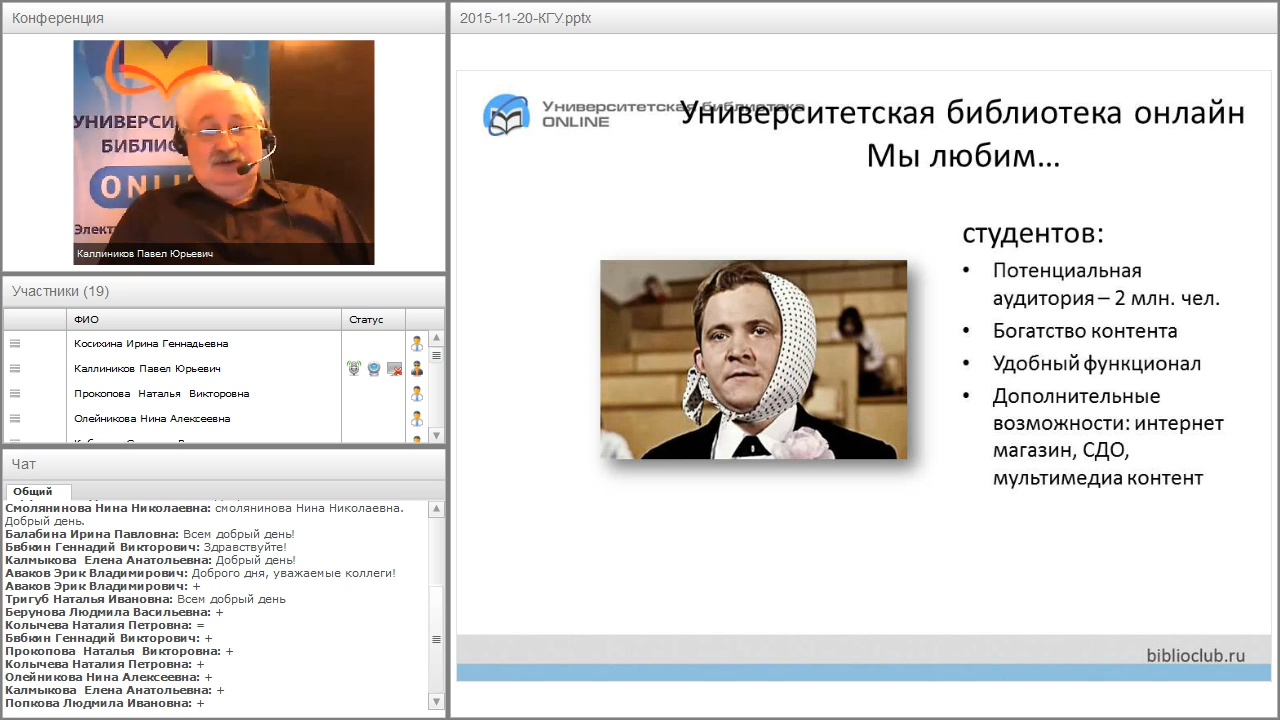 Конференция
УНИВЕРСИ
БИБЛИО
ONLI
Элект
Каллиников Павел Юрьевич
Участники (19)
ФИО
Статус
Косихина Ирина Геннадьевна
Каллиников Павел Юрьевич
Прокопова Наталья Викторовна
Олейникова Нина Алексеевна
Чат
Общий
Смолянинова Нина Николаевна: смолянинова Нина Николаевна.
Добрый день.
Балабина Ирина Павловна: Всем добрый день!
Бвбкин Геннадий Викторович: Здравствуйте!
Калмыкова Елена Анатольевна: Добрый день!
Аваков Эрик Владимирович: Доброго дня, уважаемые коллеги!
Аваков Эрик Владимирович: +
Тригуб Наталья Ивановна: Всем добрый день
Берунова Людмила Васильевна: +
Колычева Наталия Петровна: =
Бвбкин Геннадий Викторович: +
Прокопова Наталья Викторовна: +
Колычева Наталия Петровна: +
Олейникова Нина Алексеевна: +
Калмыкова Елена Анатольевна: +
Попкова Людмила Ивановна: +
2015-11-20-КГУ.pptx
Университетская библиотека
ONLINE
Университетская библиотека онлайн
Мы любим...
студентов:
• Потенциальная
аудитория – 2 млн. чел.
• Богатство контента
• Удобный функционал
• Дополнительные
возможности: интернет
магазин, СДО,
мультимедиа контент
biblioclub.ru